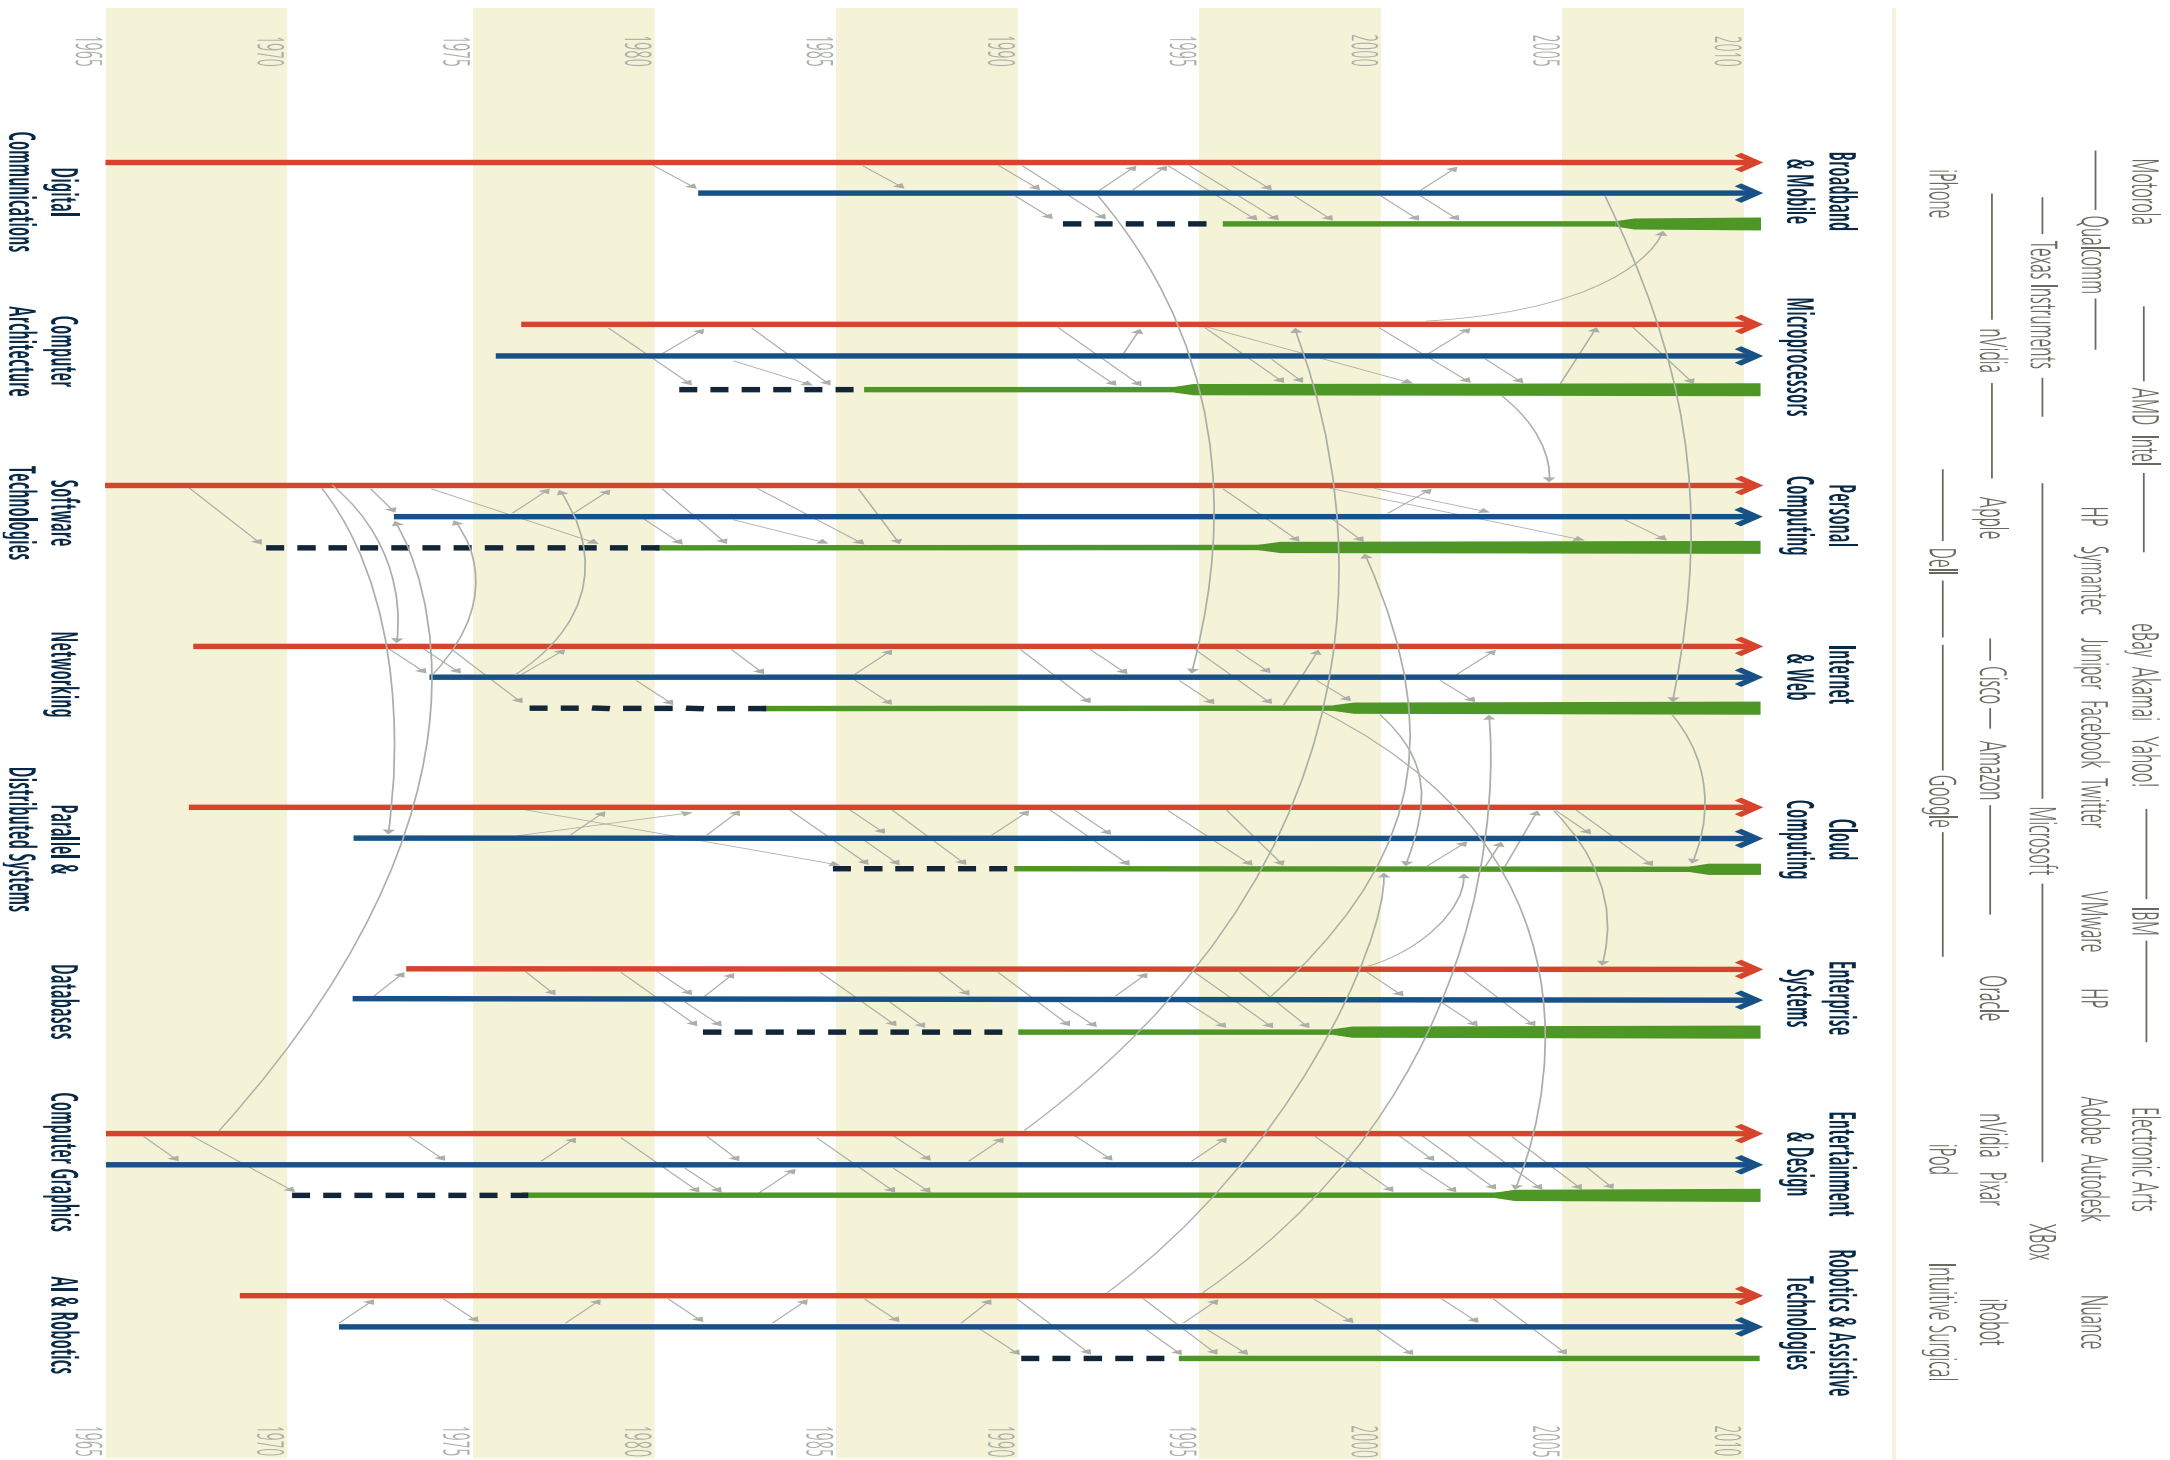 Motorola AMD Intel eBay Akamai Yahoo! IBM Electronic Arts
Qualcomm HP Symantec Juniper Facebook Twitter VMware HP Adobe Autodesk Nuance
Texas Instruments Microsoft XBox
nVidia Apple Cisco Amazon Oracle nVidia Pixar iRobot
iPhone Dell Google iPod Intuitive Surgical
Broadband
& Mobile
Microprocessors
Personal
Computing
Internet
& Web
Cloud
Computing
Enterprise
Systems
Entertainment
& Design
Robotics & Assistive
Technologies
2010 2010
2005 2005
2000 2000
1995 1995
1990 1990
1985 1985
1980 1980
1975 1975
1970 1970
1965 1965
Digital
Communications
Computer
Architecture
Software
Technologies
Networking
Parallel &
Distributed Systems
Databases
Computer Graphics
AI & Robotics